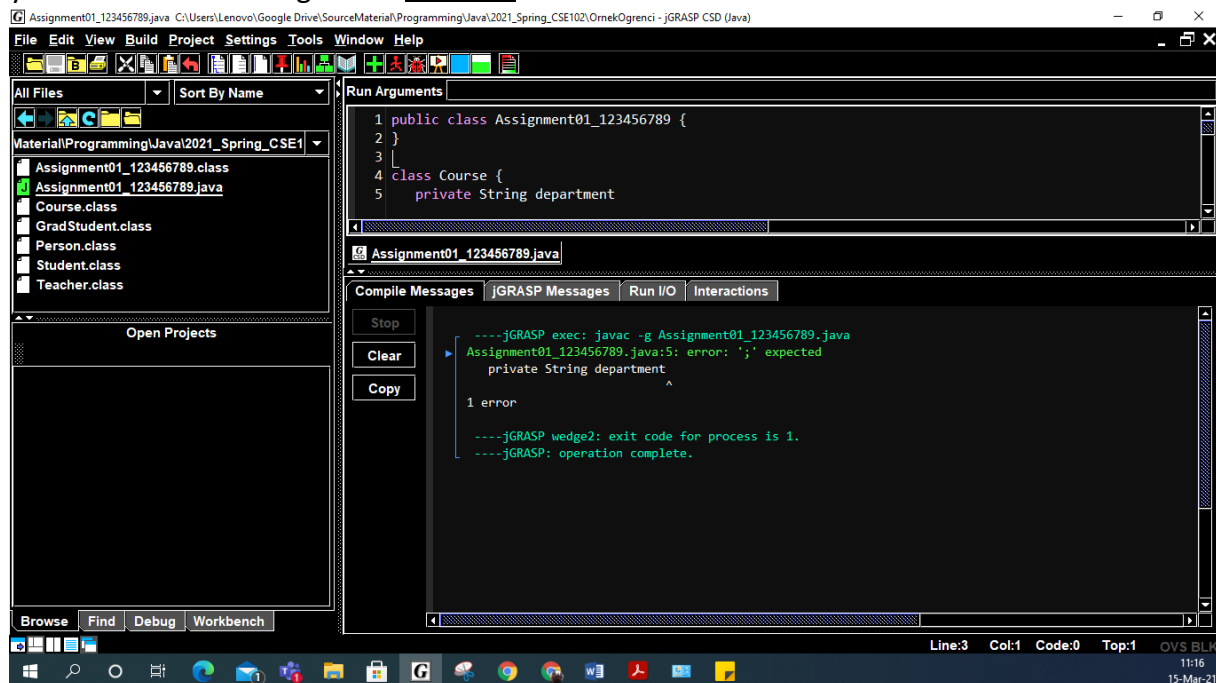 Assignment01_123456789.java C:\Users\Lenovo\Google Drive\SourceMaterial\Programming\Java\2021_Spring_CSE102\OrnekOgrenci - jGRASP CSD (Java)
File Edit View Build Project Settings Tools Window Help
All Files Sort By Name
Material\Programming\Java\2021_Spring_CSE1
Assignment01_123456789.class
Assignment01_123456789.java
Course.class
GradStudent.class
Person.class
Student.class
Teacher.class
Open Projects
Browse Find Debug Workbench
Run Arguments
1 public class Assignment01_123456789 {
2 }
3
4 class Course {
5 private String department
Assignment01_123456789.java
Compile Messages jGRASP Messages Run I/O Interactions
Stop
Clear
Copy
----jGRASP exec: javac -g Assignment01_123456789.java
Assignment01_123456789.java:5: error: ';' expected
private String department
^
1 error
----jGRASP wedge2: exit code for process is 1.
----jGRASP: operation complete.
Line:3 Col:1 Code:0 Top:1 OVS BLK
11:16
15-Mar-21